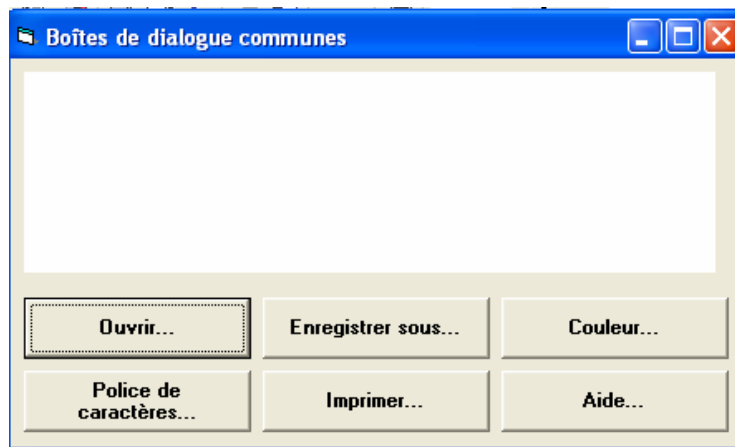 Boîtes de dialogue communes
Ouvrir... Enregistrer sous... Couleur...
Police de
caractères... Imprimer... Aide...